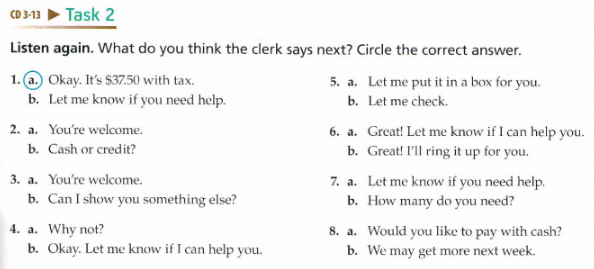 CD 3-13 ▶ Task 2
Listen again. What do you think the clerk says next? Circle the correct answer.
1. a. Okay. It's $37.50 with tax.
b. Let me know if you need help.
2. a. You're welcome.
b. Cash or credit?
3. a. You're welcome.
b. Can I show you something else?
4. a. Why not?
b. Okay. Let me know if I can help you.
5. a. Let me put it in a box for you.
b. Let me check.
6. a. Great! Let me know if I can help you.
b. Great! I'll ring it up for you.
7. a. Let me know if you need help.
b. How many do you need?
8. a. Would you like to pay with cash?
b. We may get more next week.